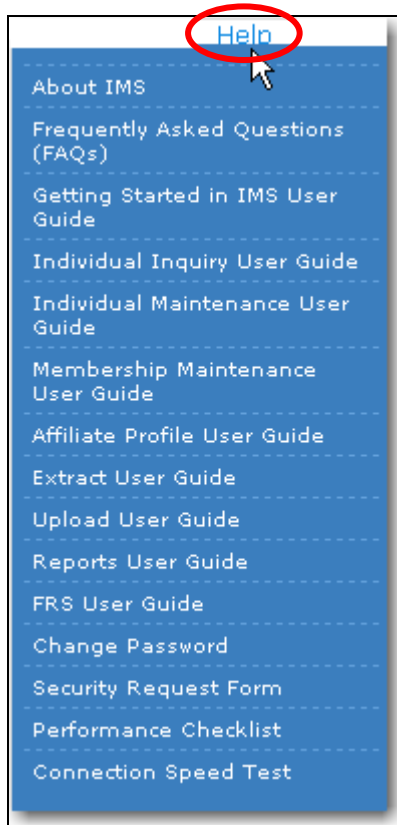 Help
About IMS
Frequently Asked Questions
(FAQs)
Getting Started in IMS User
Guide
Individual Inquiry User Guide
Individual Maintenance User
Guide
Membership Maintenance
User Guide
Affiliate Profile User Guide
Extract User Guide
Upload User Guide
Reports User Guide
FRS User Guide
Change Password
Security Request Form
Performance Checklist
Connection Speed Test